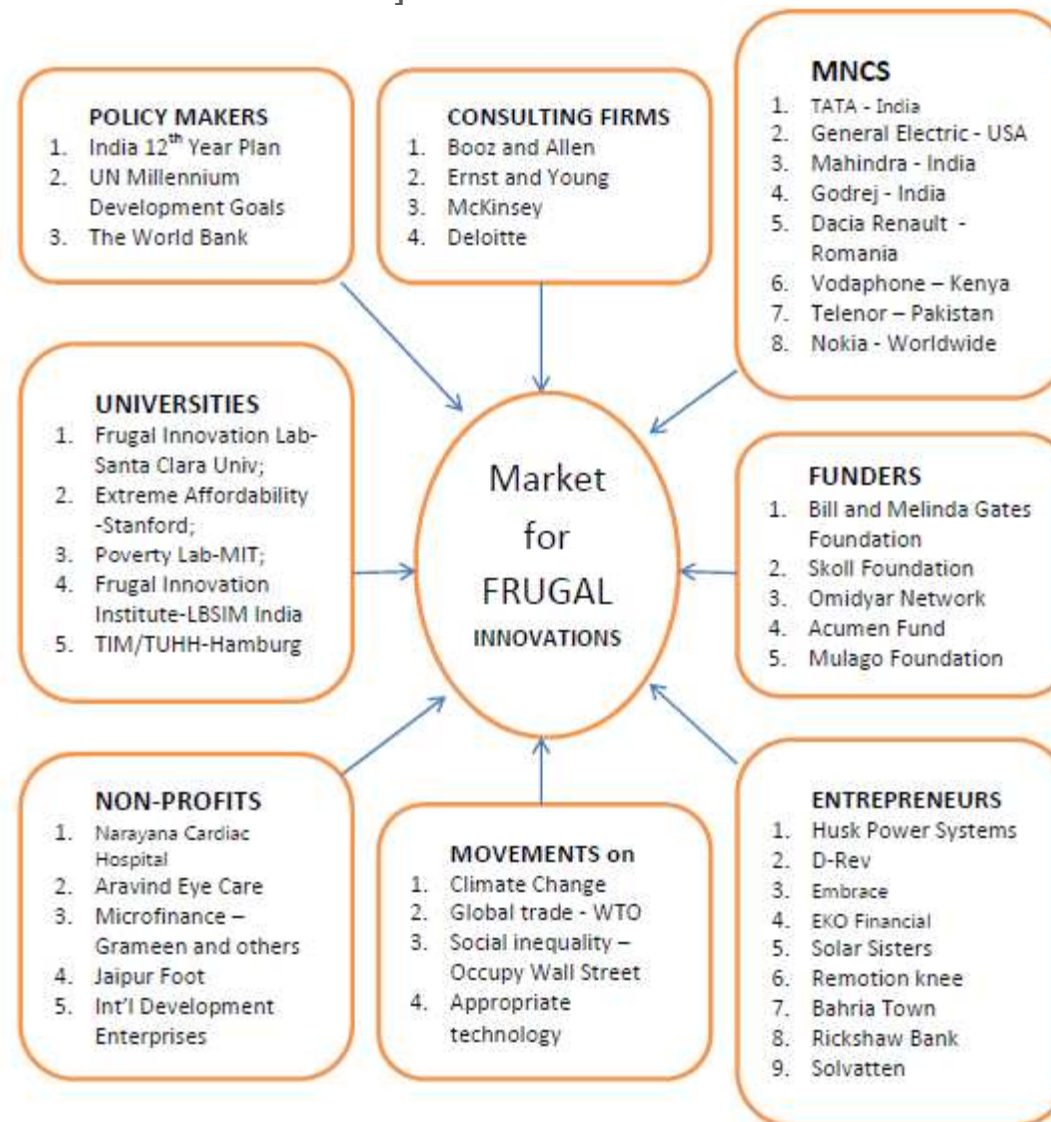 ]
POLICY MAKERS
1. India 12th Year Plan
2. UN Millennium
Development Goals
3. The World Bank
CONSULTING FIRMS
1. Booz and Allen
2. Ernst and Young
3. McKinsey
4. Deloitte
MNCS
1. TATA - India
2. General Electric - USA
3. Mahindra - India
4. Godrej - India
5. Dacia Renault -
Romania
6. Vodaphone – Kenya
7. Telenor – Pakistan
8. Nokia - Worldwide
UNIVERSITIES
1. Frugal Innovation Lab-
Santa Clara Univ;
2. Extreme Affordability
-Stanford;
3. Poverty Lab-MIT;
4. Frugal Innovation
Institute-LBSIM India
5. TIM/TUHH-Hamburg
Market
for
FRUGAL
INNOVATIONS
FUNDERS
1. Bill and Melinda Gates
Foundation
2. Skoll Foundation
3. Omidyar Network
4. Acumen Fund
5. Mulago Foundation
NON-PROFITS
1. Narayana Cardiac
Hospital
2. Aravind Eye Care
3. Microfinance –
Grameen and others
4. Jaipur Foot
5. Int'l Development
Enterprises
MOVEMENTS on
1. Climate Change
2. Global trade - WTO
3. Social inequality –
Occupy Wall Street
4. Appropriate
technology
ENTREPRENEURS
1. Husk Power Systems
2. D-Rev
3. Embrace
4. EKO Financial
5. Solar Sisters
6. Remotion knee
7. Bahria Town
8. Rickshaw Bank
9. Solvatten